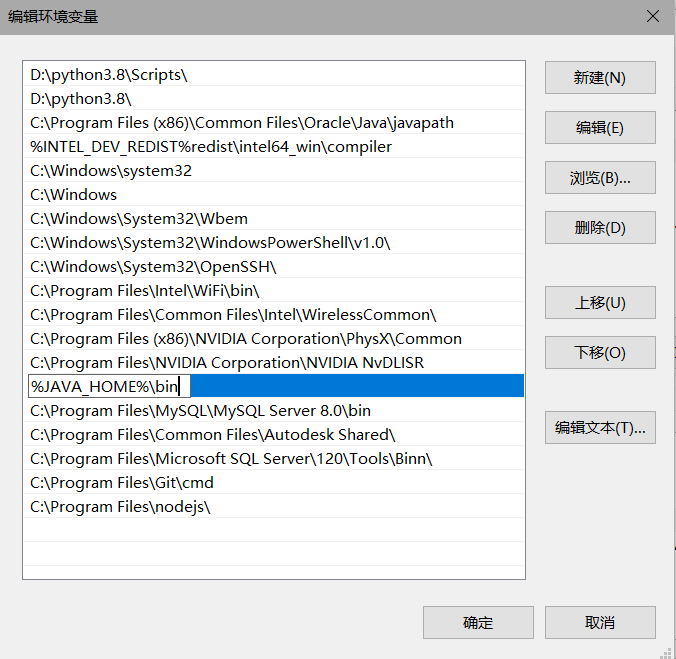 编辑环境变量
D:\python3.8\Scripts\
D:\python3.8\
C:\Program Files (x86)\Common Files\Oracle\Java\javapath
%INTEL_DEV_REDIST%redist\intel64_win\compiler
C:\Windows\system32
C:\Windows
C:\Windows\System32\Wbem
C:\Windows\System32\WindowsPowerShell\v1.0\
C:\Windows\System32\OpenSSH\
C:\Program Files\Intel\WiFi\bin\
C:\Program Files\Common Files\Intel\WirelessCommon\
C:\Program Files (x86)\NVIDIA Corporation\PhysX\Common
C:\Program Files\NVIDIA Corporation\NVIDIA NvDLISR
%JAVA_HOME%\bin
C:\Program Files\MySQL\MySQL Server 8.0\bin
C:\Program Files\Common Files\Autodesk Shared\
C:\Program Files\Microsoft SQL Server\120\Tools\Binn\
C:\Program Files\Git\cmd
C:\Program Files\nodejs\
新建(N)
编辑(E)
浏览(B)...
删除(D)
上移(U)
下移(O)
编辑文本(T)...
确定
取消